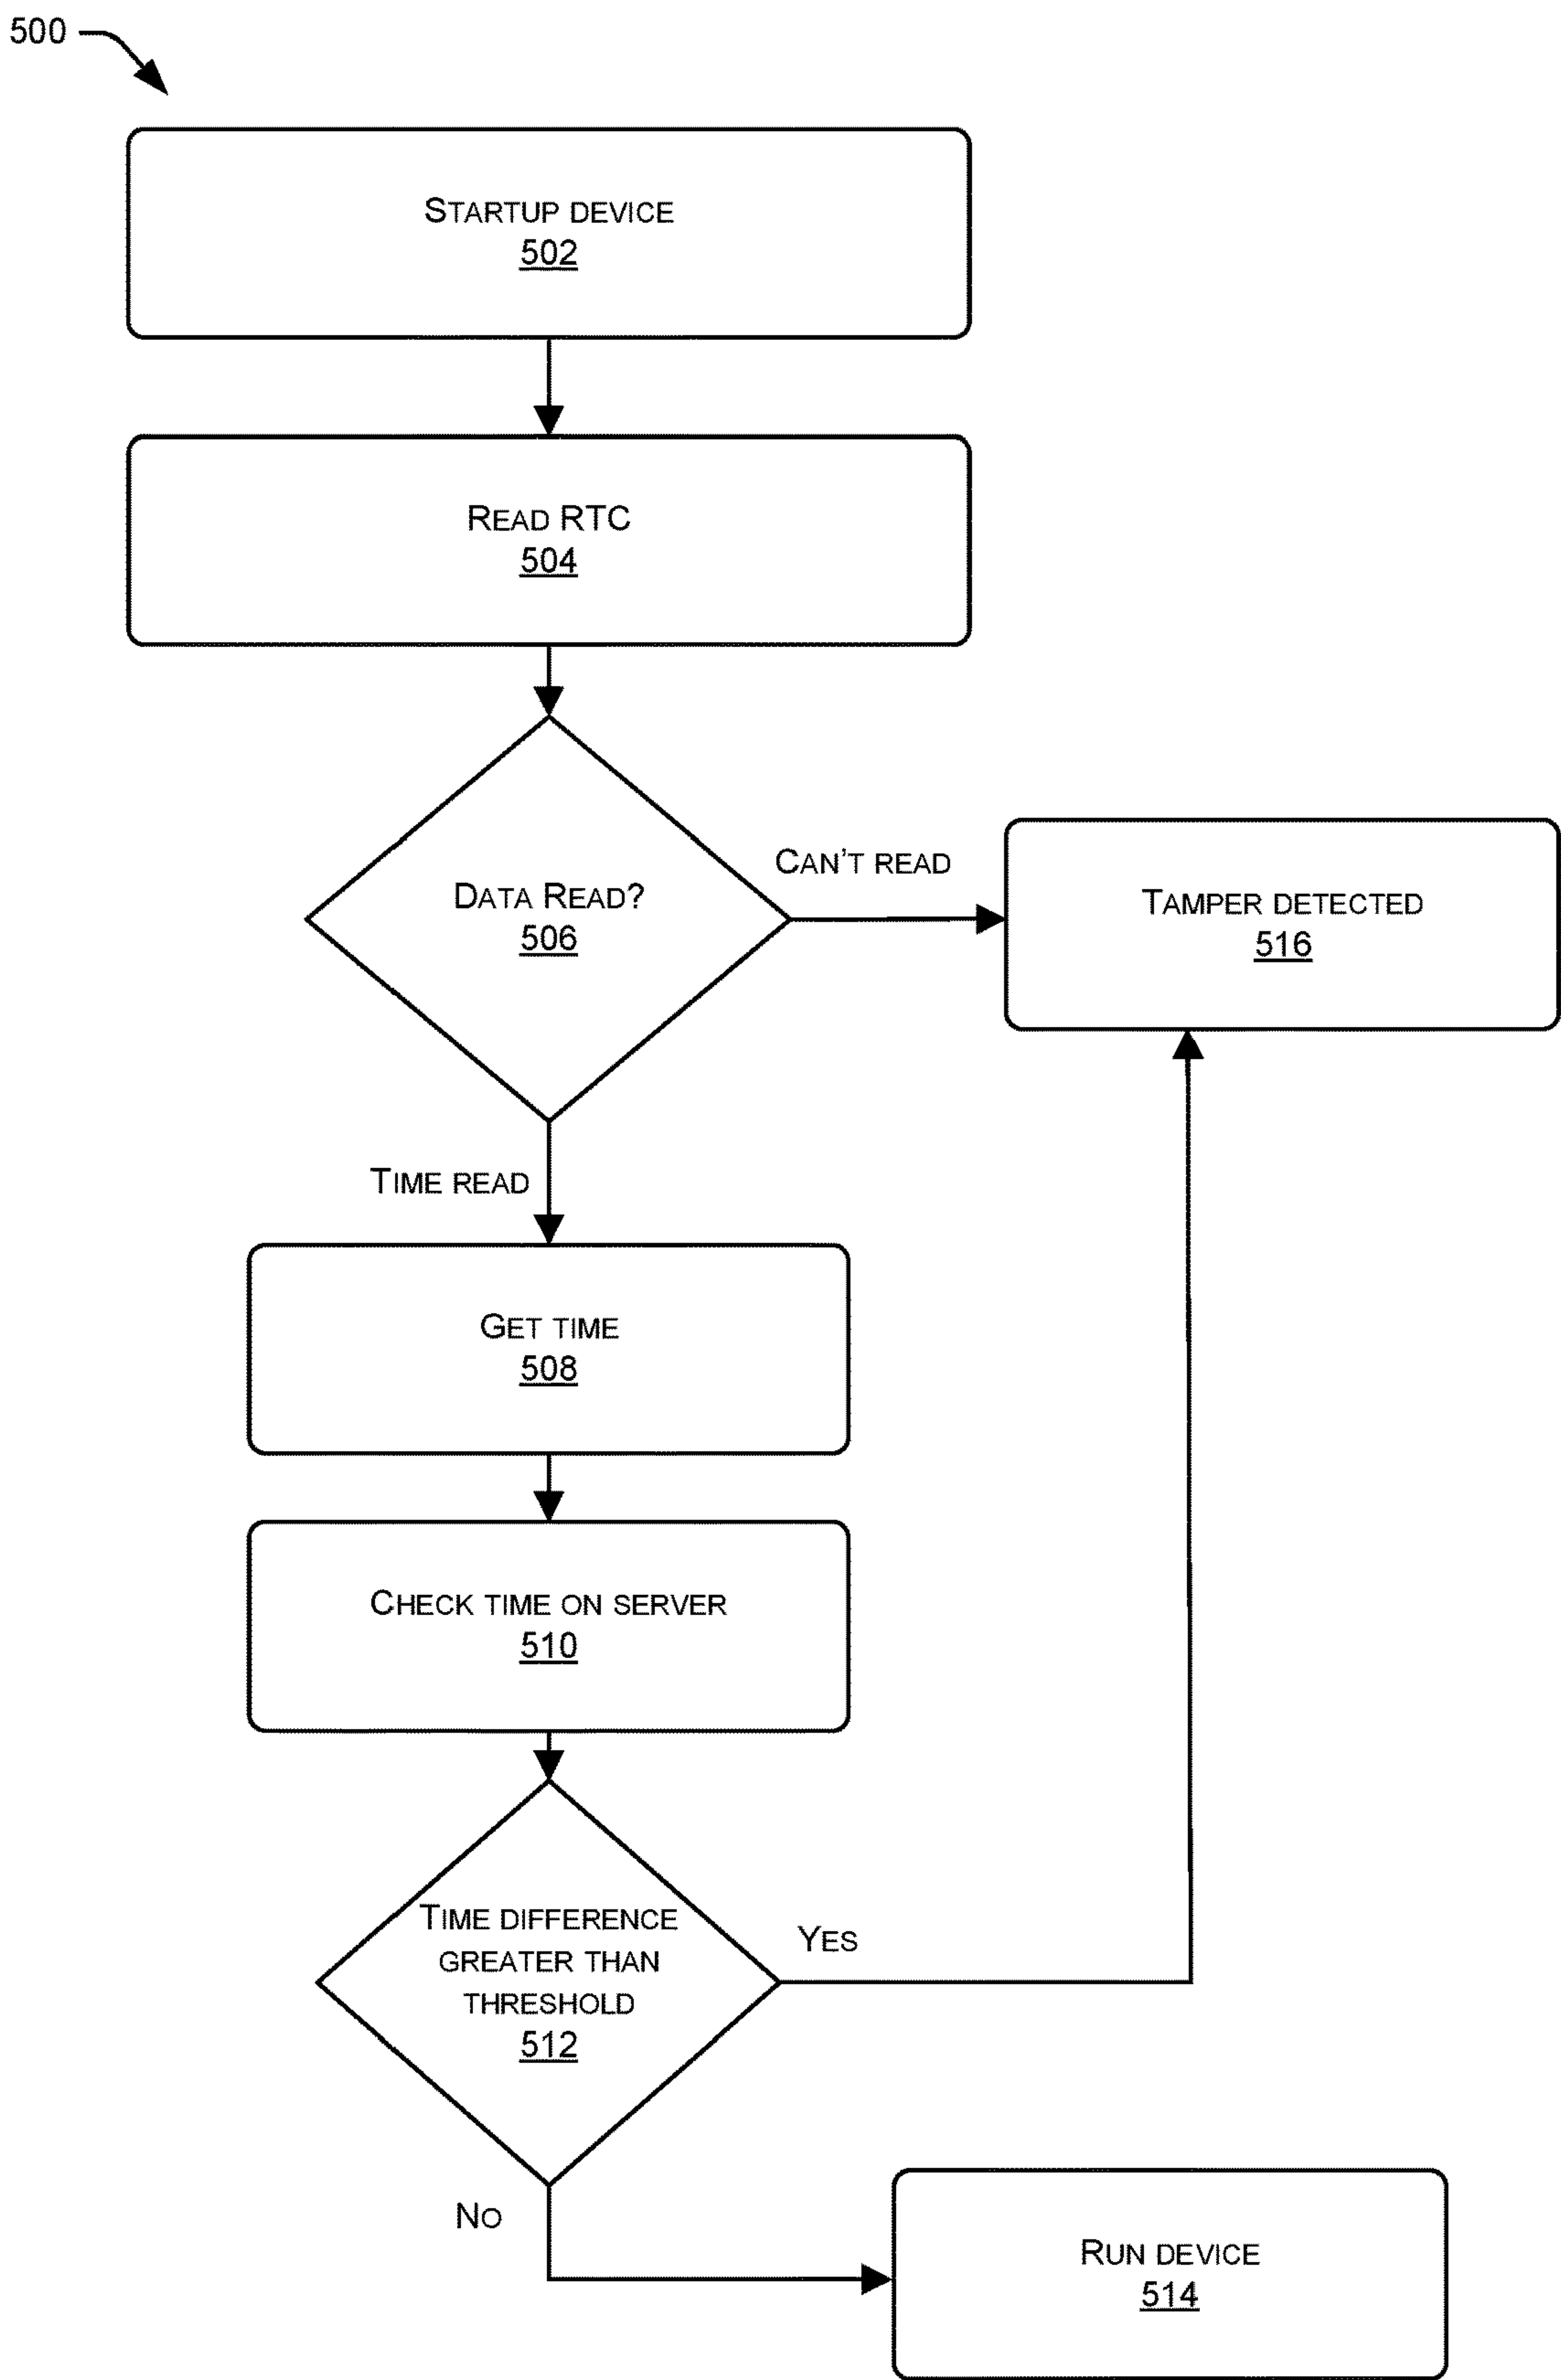 500
STARTUP DEVICE
502
READ RTC
504
DATA READ?
506
CAN'T READ
TAMPER DETECTED
516
TIME READ
GET TIME
508
CHECK TIME ON SERVER
510
TIME DIFFERENCE
GREATER THAN
THRESHOLD
512
YES
NO
RUN DEVICE
514